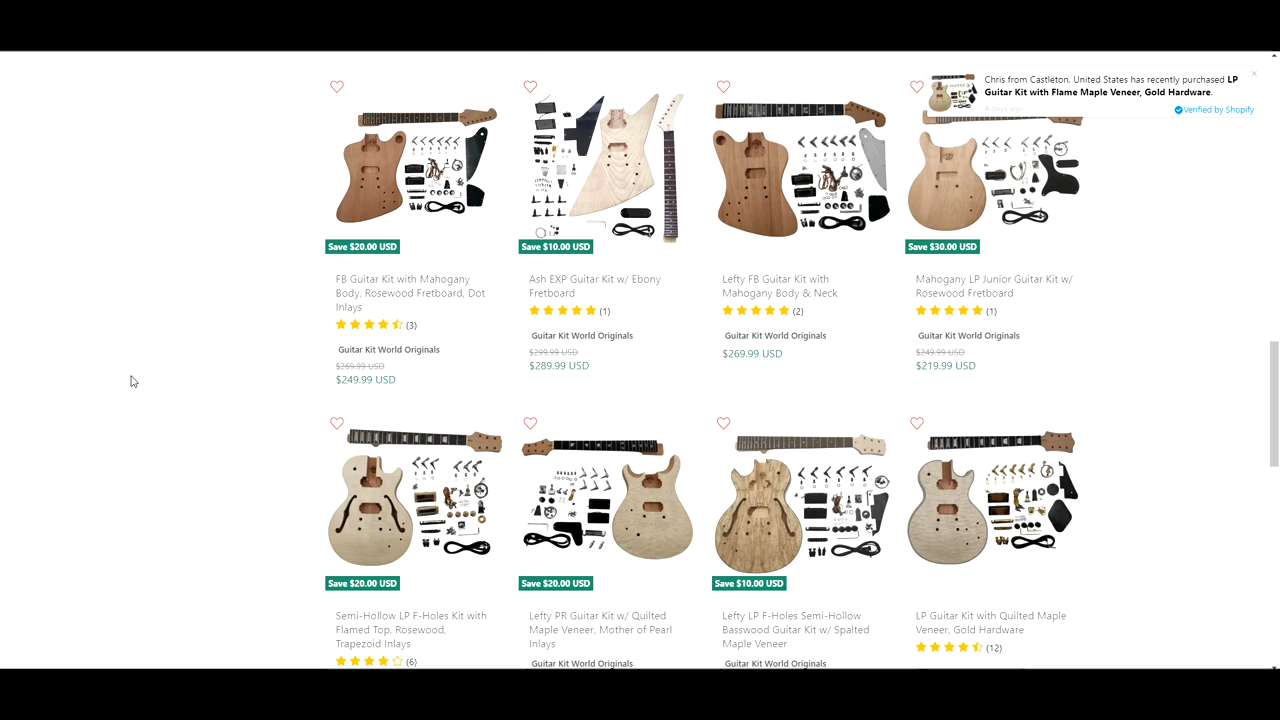 Chris from Castleton, United States has recently purchased LP
Guitar Kit with Flame Maple Veneer, Gold Hardware.
4 days ago
Verified by Shopify
Save $20.00 USD
Save $10.00 USD
Save $30.00 USD
FB Guitar Kit with Mahogany
Body, Rosewood Fretboard, Dot
Inlays
(3)
Guitar Kit World Originals
$269.99 USD
$249.99 USD
Ash EXP Guitar Kit w/ Ebony
Fretboard
(1)
Guitar Kit World Originals
$299.99 USD
$289.99 USD
Lefty FB Guitar Kit with
Mahogany Body & Neck
(2)
Guitar Kit World Originals
$269.99 USD
Mahogany LP Junior Guitar Kit w/
Rosewood Fretboard
(1)
Guitar Kit World Originals
$249.99 USD
$219.99 USD
Save $20.00 USD
Save $20.00 USD
Save $10.00 USD
Semi-Hollow LP F-Holes Kit with
Flamed Top, Rosewood,
Trapezoid Inlays
(6)
Lefty PR Guitar Kit w/ Quilted
Maple Veneer, Mother of Pearl
Inlays
Guitar Kit World Originals
Lefty LP F-Holes Semi-Hollow
Basswood Guitar Kit w/ Spalted
Maple Veneer
Guitar Kit World Originals
LP Guitar Kit with Quilted Maple
Veneer, Gold Hardware
(12)